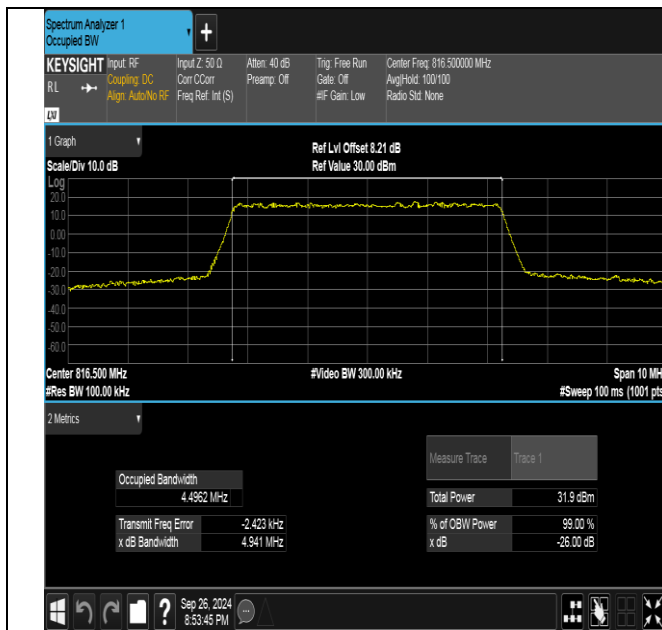 Spectrum Analyzer 1
Occupied BW
+
KEYSIGHT Input: RF Input Z: 50 Ω Atten: 40 dB Trig: Free Run Center Freq: 816.500000 MHz
RL Coupling: DC Corr CCorr Preamp: Off Gate: Off Avg|Hold: 100/100
Align: Auto/No RF Freq Ref: Int (S) #IF Gain: Low Radio Std: None
LXI
1 Graph Ref Lvl Offset 8.21 dB
Scale/Div 10.0 dB Ref Value 30.00 dBm
Log
20.0
10.0
0.00
-10.0
-20.0
-30.0
-40.0
-50.0
-60.0
Center 816.500 MHz #Video BW 300.00 kHz Span 10 MH
#Res BW 100.00 kHz #Sweep 100 ms (1001 pts
2 Metrics
Measure Trace Trace 1
Occupied Bandwidth
4.4962 MHz Total Power 31.9 dBm
Transmit Freq Error -2.423 kHz % of OBW Power 99.00 %
x dB Bandwidth 4.941 MHz x dB -26.00 dB
? Sep 26, 2024
8:53:45 PM